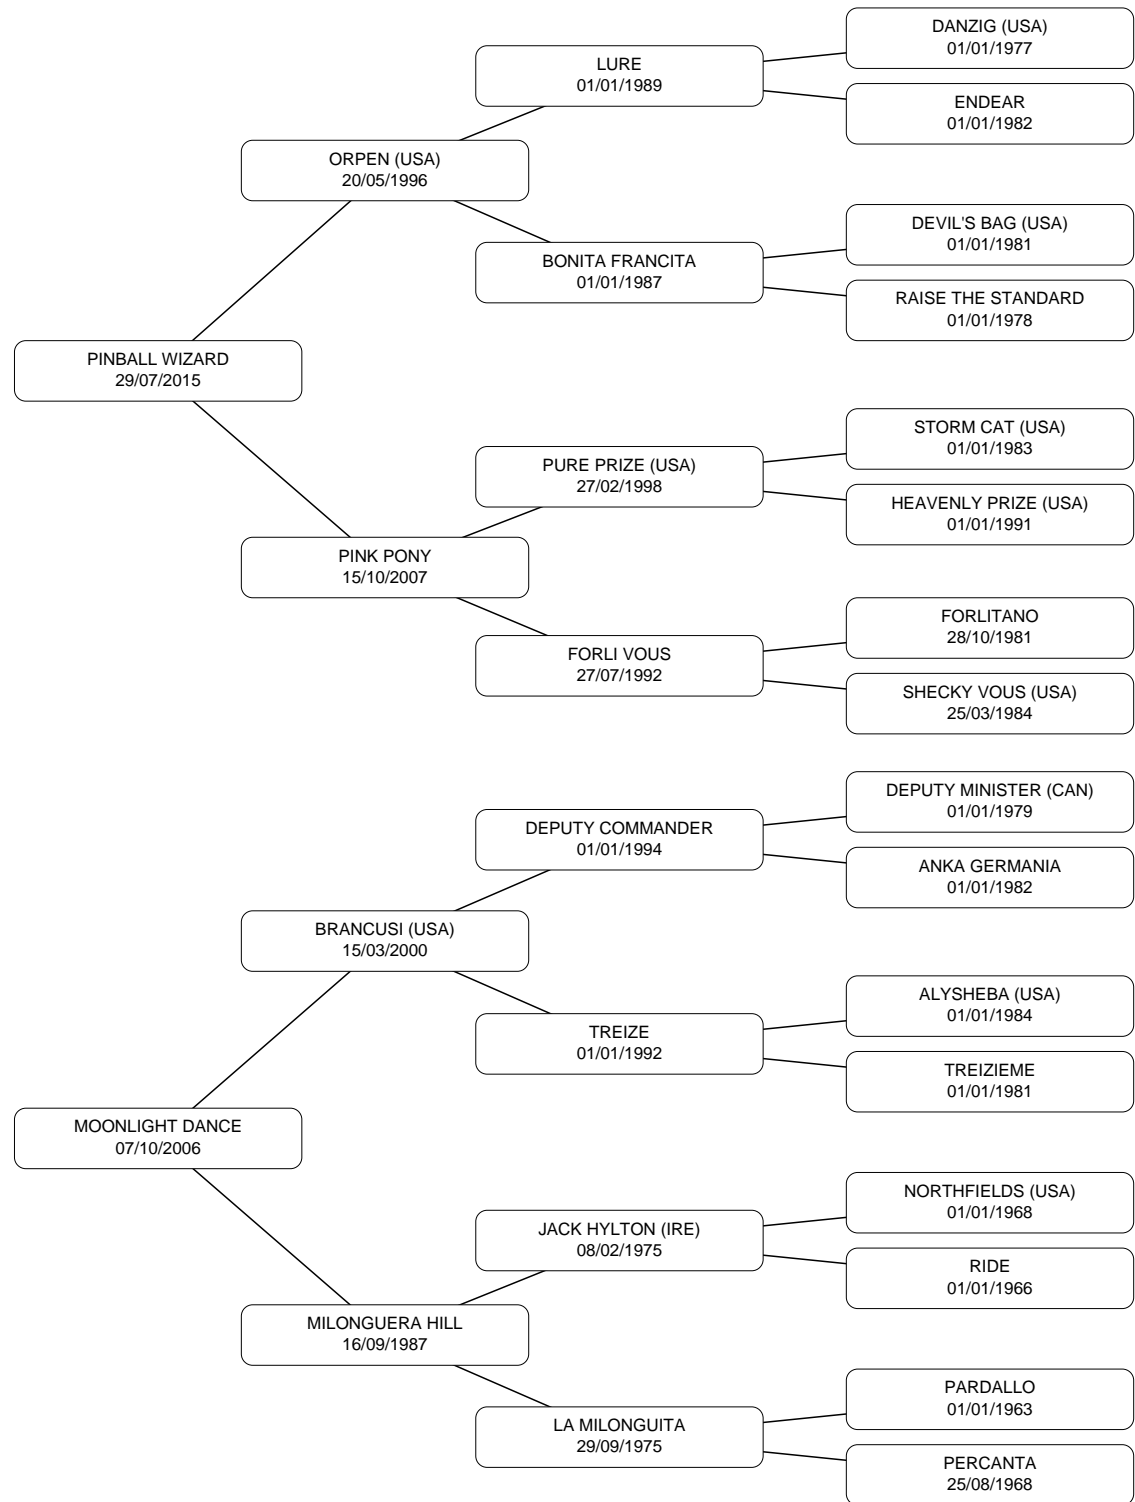 DANZIG (USA)
01/01/1977
LURE
01/01/1989
ENDEAR
01/01/1982
ORPEN (USA)
20/05/1996
DEVIL'S BAG (USA)
01/01/1981
BONITA FRANCITA
01/01/1987
RAISE THE STANDARD
01/01/1978
PINBALL WIZARD
29/07/2015
STORM CAT (USA)
01/01/1983
PURE PRIZE (USA)
27/02/1998
HEAVENLY PRIZE (USA)
01/01/1991
PINK PONY
15/10/2007
FORLITANO
28/10/1981
FORLI VOUS
27/07/1992
SHECKY VOUS (USA)
25/03/1984
DEPUTY MINISTER (CAN)
01/01/1979
DEPUTY COMMANDER
01/01/1994
ANKA GERMANIA
01/01/1982
BRANCUSI (USA)
15/03/2000
ALYSHEBA (USA)
01/01/1984
TREIZE
01/01/1992
TREIZIEME
01/01/1981
MOONLIGHT DANCE
07/10/2006
NORTHFIELDS (USA)
01/01/1968
JACK HYLTON (IRE)
08/02/1975
RIDE
01/01/1966
MILONGUERA HILL
16/09/1987
PARDALLO
01/01/1963
LA MILONGUITA
29/09/1975
PERCANTA
25/08/1968